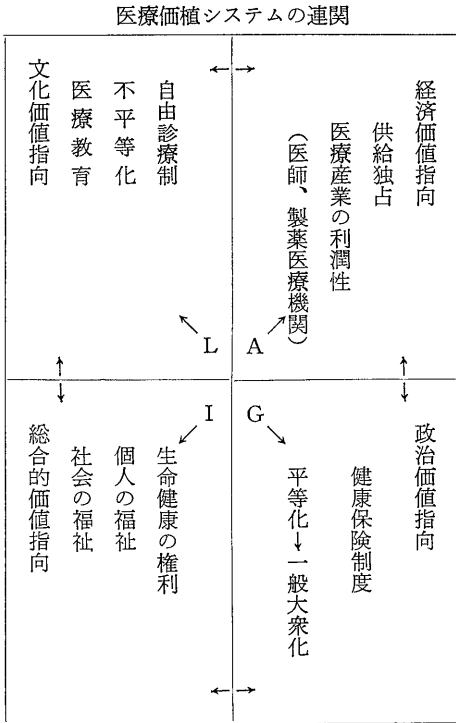 医療価植システムの連関
経済価値指向
供給独占
医療産業の利潤性
(医師、製薬医療機関)
A
自由診療制
不平等化
医療教育
文化価値指向
L
政治価値指向
健康保険制度
平等化→一般大衆化
G
生命健康の権利
個人の福祉
社会の福祉
総合的価値指向
I